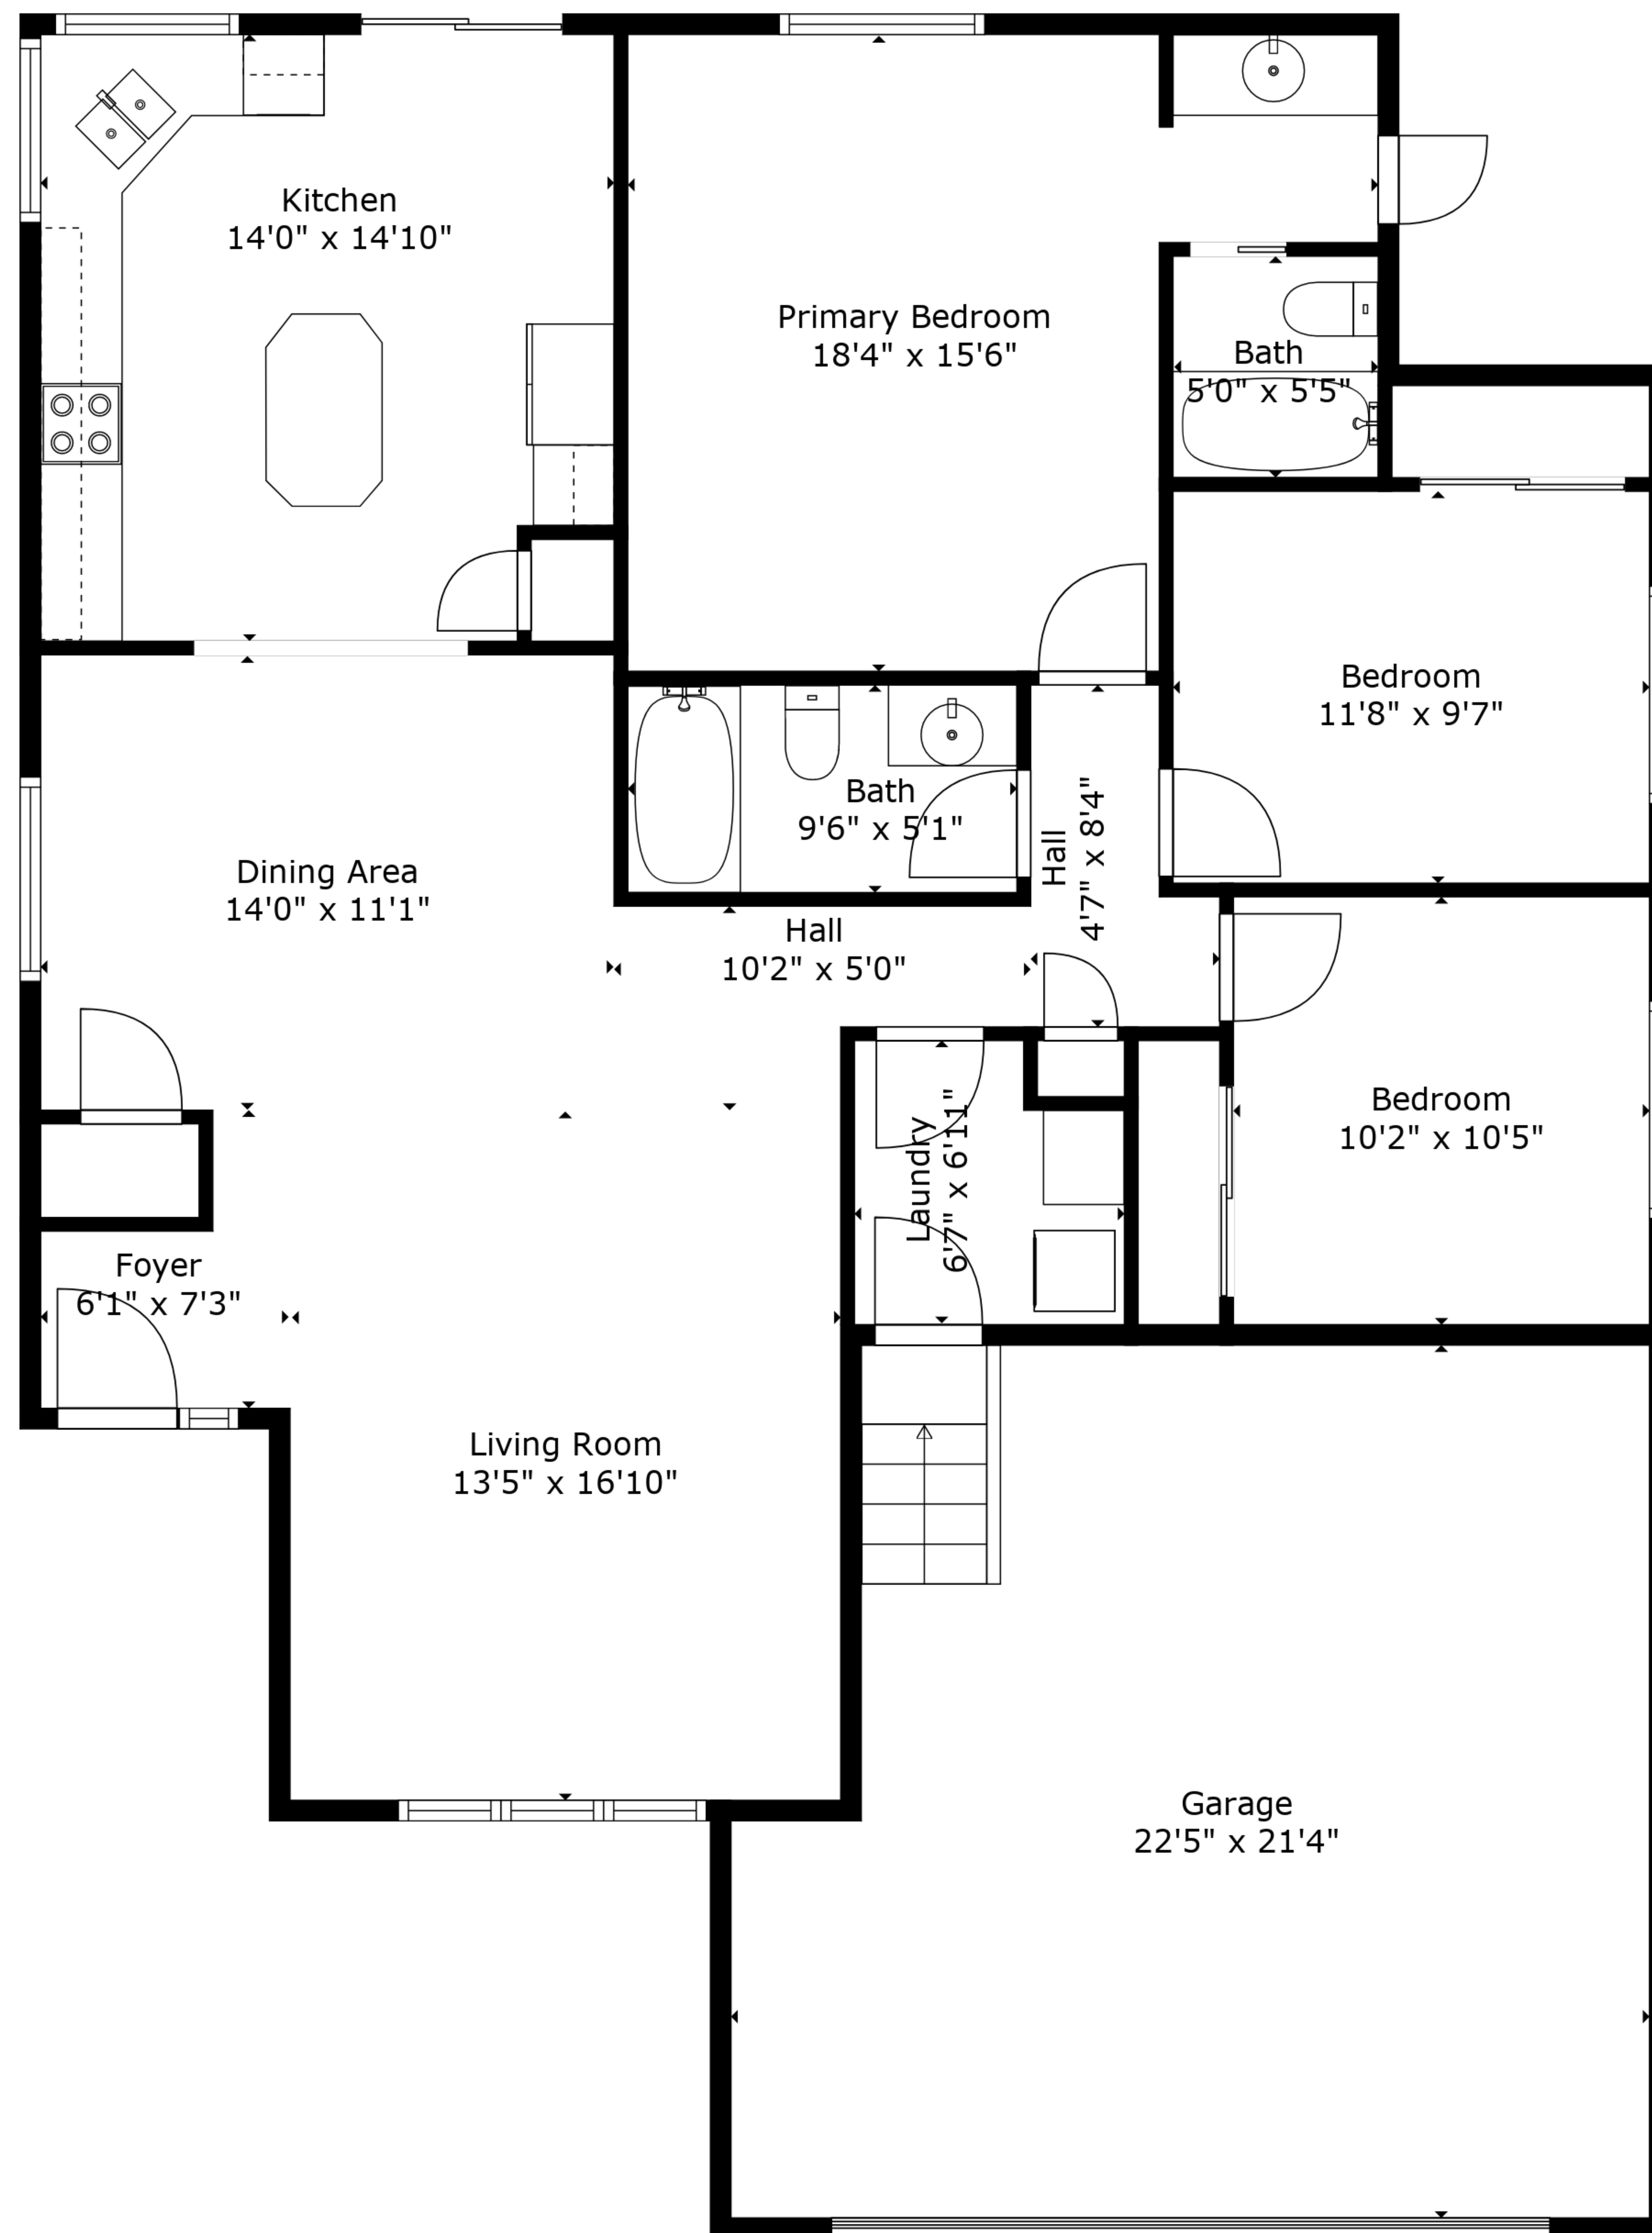 Kitchen
14'0" x 14'10"
Primary Bedroom
18'4" x 15'6"
Bath
5'0" x 5'5"
Bedroom
11'8" x 9'7"
Bath
9'6" x 5'1"
Hall
4'7" x 8'4"
Dining Area
14'0" x 11'1"
Hall
10'2" x 5'0"
Bedroom
10'2" x 10'5"
Laundry
6'7" x 6'11"
Foyer
6'1" x 7'3"
Living Room
13'5" x 16'10"
Garage
22'5" x 21'4"